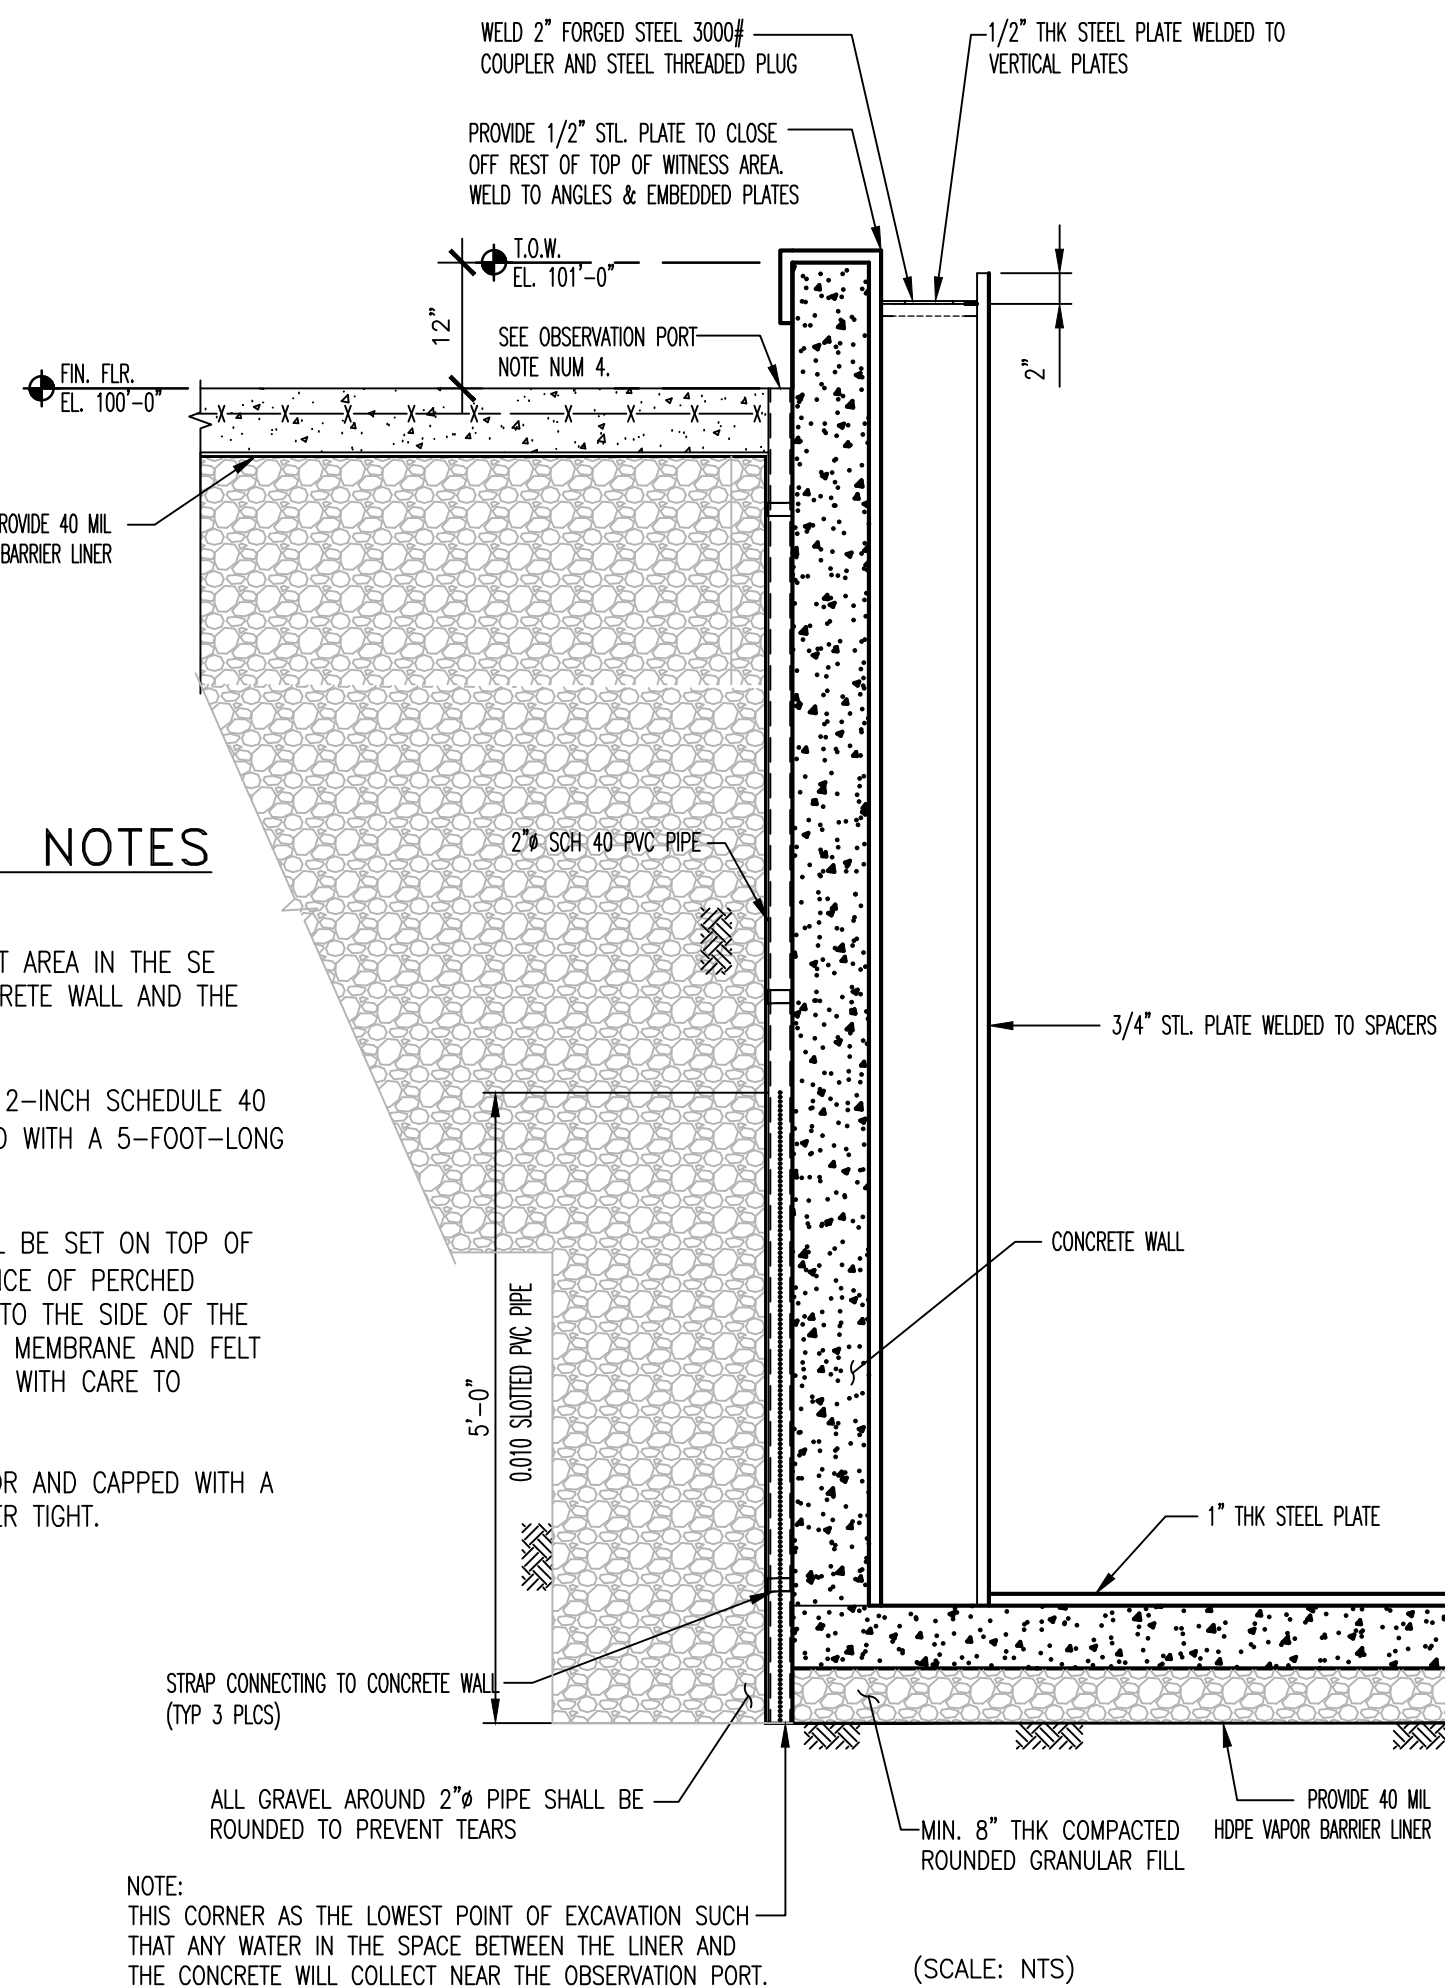 WELD 2" FORGED STEEL 3000#
COUPLER AND STEEL THREADED PLUG
1/2" THK STEEL PLATE WELDED TO
VERTICAL PLATES
PROVIDE 1/2" STL. PLATE TO CLOSE
OFF REST OF TOP OF WITNESS AREA.
WELD TO ANGLES & EMBEDDED PLATES
T.O.W.
EL. 101'-0"
12"
SEE OBSERVATION PORT
NOTE NUM 4.
2"
FIN. FLR.
EL. 100'-0"
X X X X X X X X X
ROVIDE 40 MIL
BARRIER LINER
NOTES
2"ø SCH 40 PVC PIPE
T AREA IN THE SE
CRETE WALL AND THE
3/4" STL. PLATE WELDED TO SPACERS
2-INCH SCHEDULE 40
D WITH A 5-FOOT-LONG
L BE SET ON TOP OF
NCE OF PERCHED
TO THE SIDE OF THE
MEMBRANE AND FELT
WITH CARE TO
CONCRETE WALL
5'-0"
0.010 SLOTTED PVC PIPE
OR AND CAPPED WITH A
ER TIGHT.
1" THK STEEL PLATE
STRAP CONNECTING TO CONCRETE WALL
(TYP 3 PLCS)
ALL GRAVEL AROUND 2"ø PIPE SHALL BE
ROUNDED TO PREVENT TEARS
MIN. 8" THK COMPACTED
ROUNDED GRANULAR FILL
PROVIDE 40 MIL
HDPE VAPOR BARRIER LINER
NOTE:
THIS CORNER AS THE LOWEST POINT OF EXCAVATION SUCH
THAT ANY WATER IN THE SPACE BETWEEN THE LINER AND
THE CONCRETE WILL COLLECT NEAR THE OBSERVATION PORT.
(SCALE: NTS)